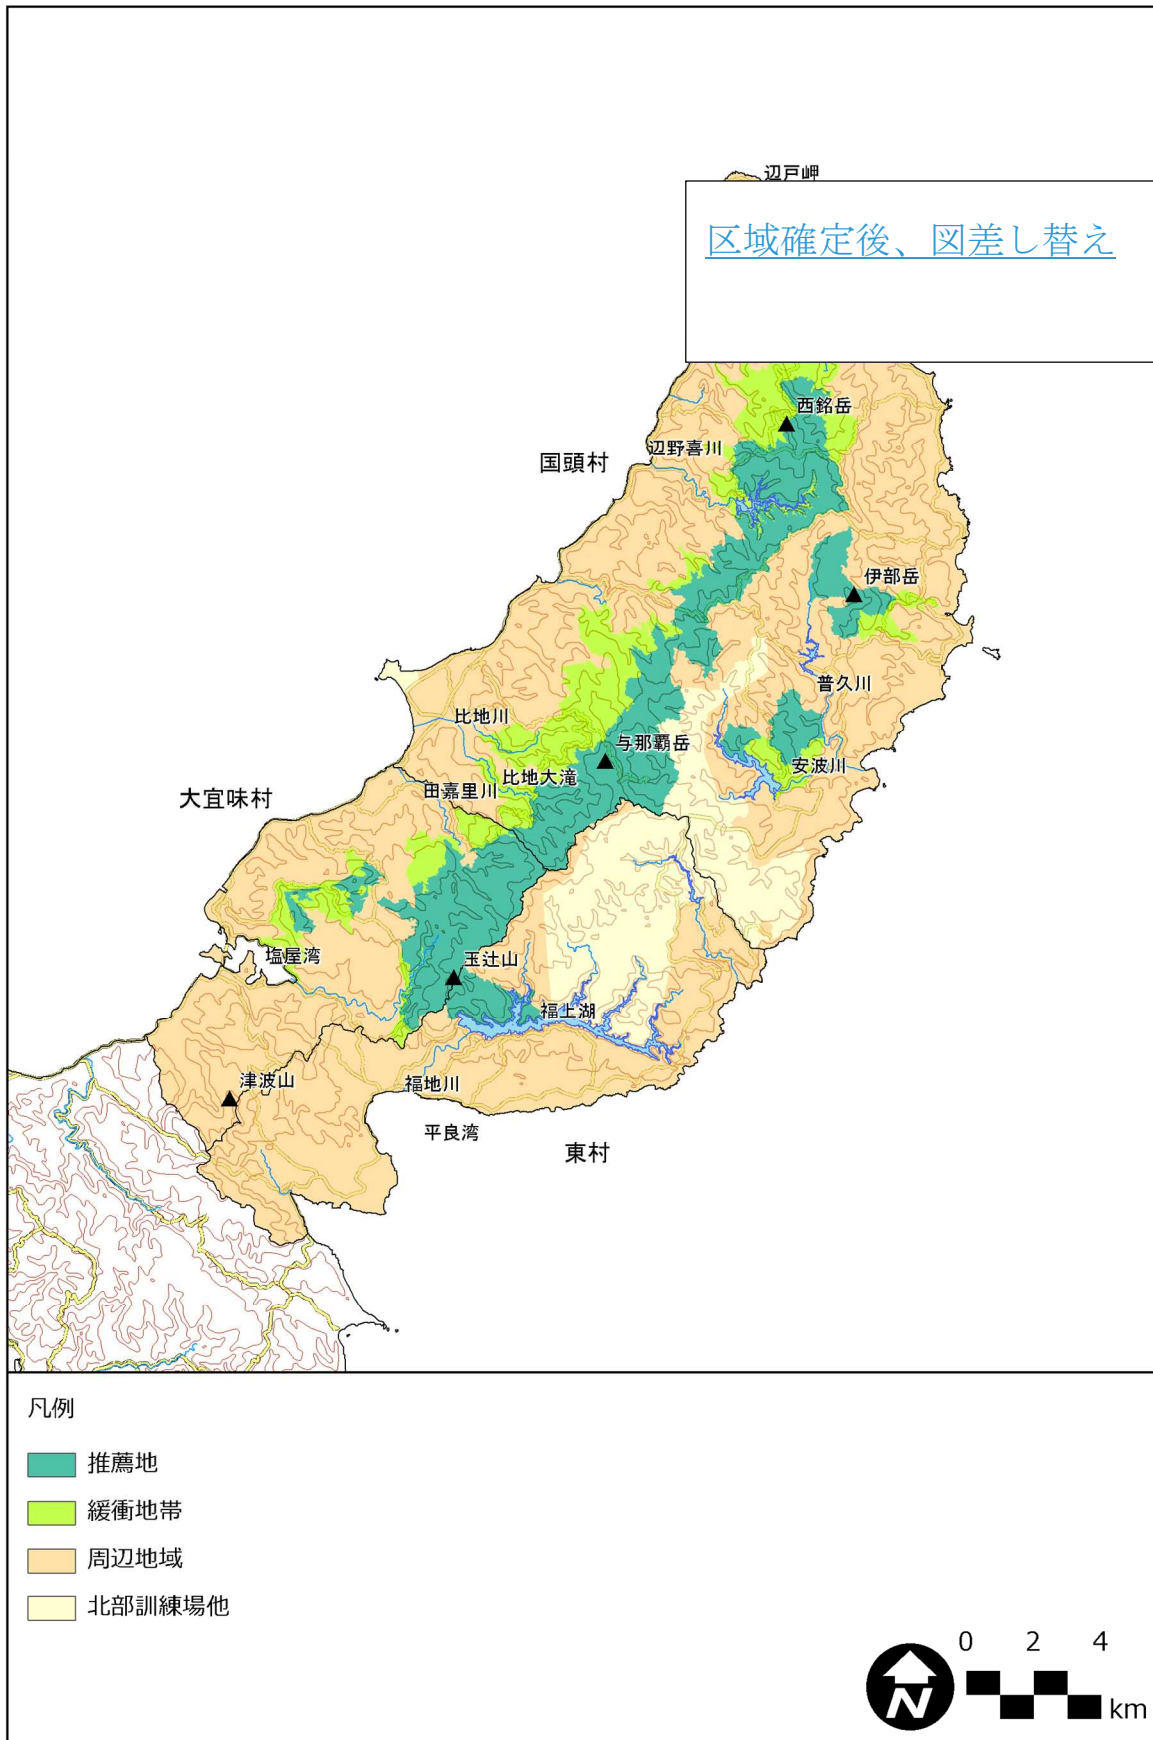 辺戸岬
区域確定後、図差し替え
西銘岳
辺野喜川
国頭村
伊部岳
普久川
比地川
与那覇岳
安波川
比地大滝
田嘉里川
大宜味村
塩屋湾
玉辻山
福上湖
津波山
福地川
平良湾
東村
凡例
推薦地
緩衝地帯
周辺地域
北部訓練場他
0 2 4
N
km